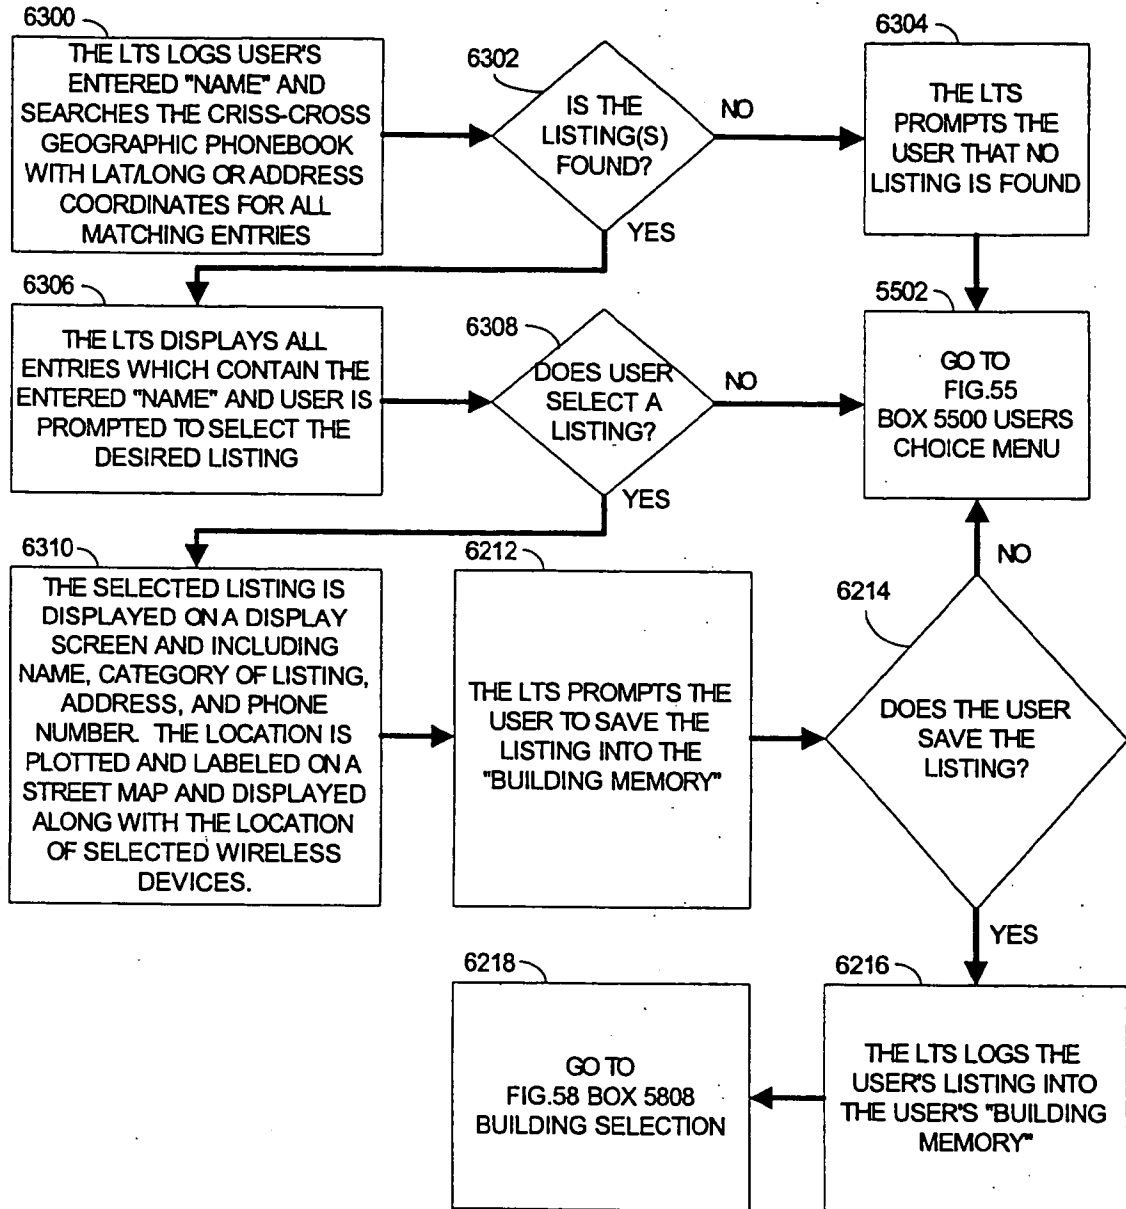 6300
THE LTS LOGS USER'S
ENTERED "NAME" AND
SEARCHES THE CRISS-CROSS
GEOGRAPHIC PHONEBOOK
WITH LAT/LONG OR ADDRESS
COORDINATES FOR ALL
MATCHING ENTRIES
6302
IS THE
LISTING(S)
FOUND?
NO
YES
6304
THE LTS
PROMPTS THE
USER THAT NO
LISTING IS FOUND
6306
THE LTS DISPLAYS ALL
ENTRIES WHICH CONTAIN THE
ENTERED "NAME" AND USER IS
PROMPTED TO SELECT THE
DESIRED LISTING
6308
DOES USER
SELECT A
LISTING?
NO
YES
5502
GO TO
FIG.55
BOX 5500 USERS
CHOICE MENU
6310
THE SELECTED LISTING IS
DISPLAYED ON A DISPLAY
SCREEN AND INCLUDING
NAME, CATEGORY OF LISTING,
ADDRESS, AND PHONE
NUMBER. THE LOCATION IS
PLOTTED AND LABELED ON A
STREET MAP AND DISPLAYED
ALONG WITH THE LOCATION
OF SELECTED WIRELESS
DEVICES.
6212
THE LTS PROMPTS THE
USER TO SAVE THE
LISTING INTO THE
"BUILDING MEMORY"
6214
DOES THE USER
SAVE THE
LISTING?
NO
YES
6216
THE LTS LOGS THE
USER'S LISTING INTO
THE USER'S "BUILDING
MEMORY"
6218
GO TO
FIG.58 BOX 5808
BUILDING SELECTION